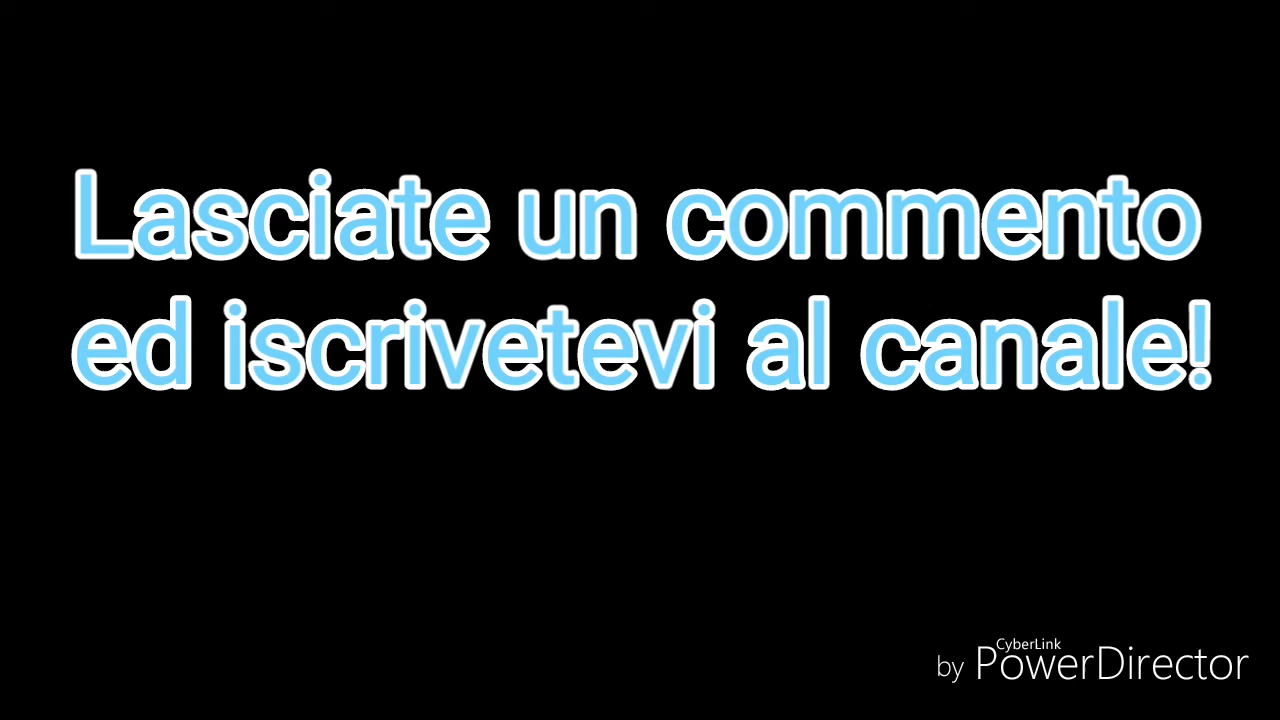 Lasciate un commento
ed iscrivetevi al canale!
CyberLink
by PowerDirector